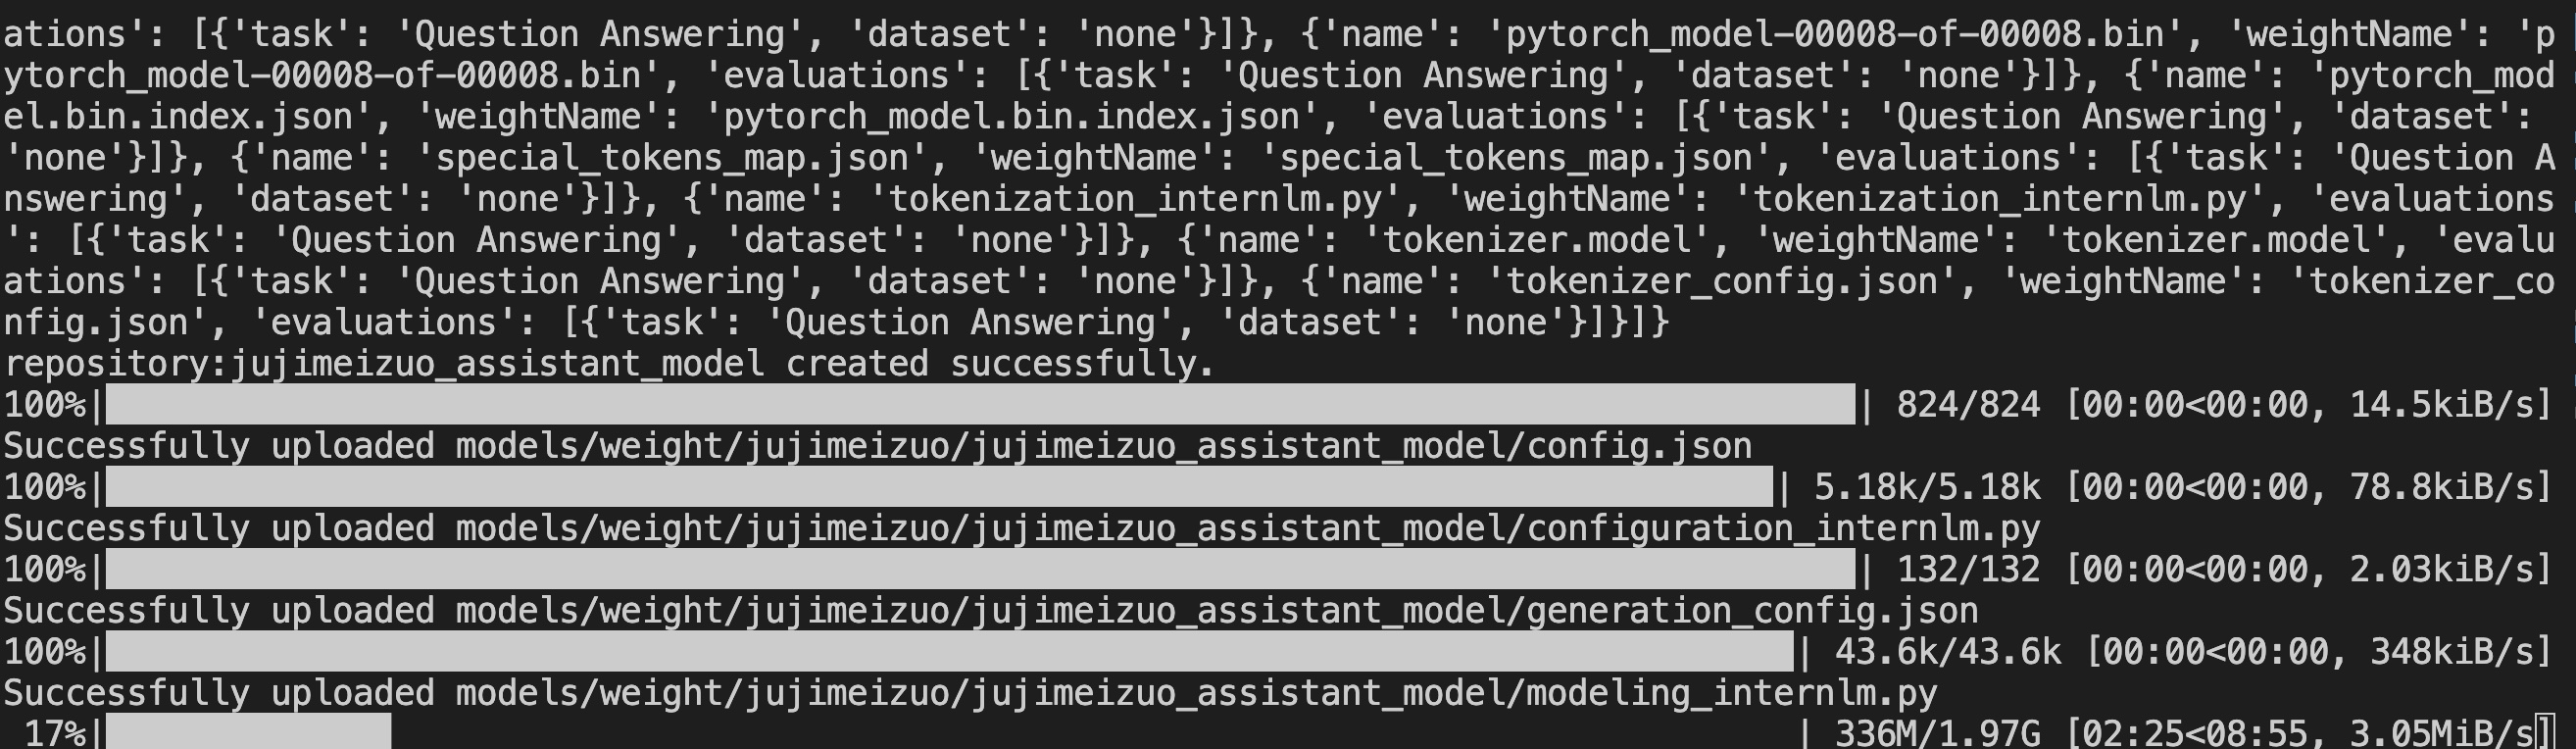 ations': [{'task': 'Question Answering', 'dataset': 'none'}]}, {'name': 'pytorch_model-00008-of-00008.bin', 'weightName': 'p
ytorch_model-00008-of-00008.bin', 'evaluations': [{'task': 'Question Answering', 'dataset': 'none'}]}, {'name': 'pytorch_mod
el.bin.index.json', 'weightName': 'pytorch_model.bin.index.json', 'evaluations': [{'task': 'Question Answering', 'dataset':
'none'}]}, {'name': 'special_tokens_map.json', 'weightName': 'special_tokens_map.json', 'evaluations': [{'task': 'Question A
nswering', 'dataset': 'none'}]}, {'name': 'tokenization_internlm.py', 'weightName': 'tokenization_internlm.py', 'evaluations
': [{'task': 'Question Answering', 'dataset': 'none'}]}, {'name': 'tokenizer.model', 'weightName': 'tokenizer.model', 'evalu
ations': [{'task': 'Question Answering', 'dataset': 'none'}]}, {'name': 'tokenizer_config.json', 'weightName': 'tokenizer_co
nfig.json', 'evaluations': [{'task': 'Question Answering', 'dataset': 'none'}]}]}
repository:jujimeizuo_assistant_model created successfully.
100%| | 824/824 [00:00<00:00, 14.5kiB/s]
Successfully uploaded models/weight/jujimeizuo/jujimeizuo_assistant_model/config.json
100%| | 5.18k/5.18k [00:00<00:00, 78.8kiB/s]
Successfully uploaded models/weight/jujimeizuo/jujimeizuo_assistant_model/configuration_internlm.py
100%| | 132/132 [00:00<00:00, 2.03kiB/s]
Successfully uploaded models/weight/jujimeizuo/jujimeizuo_assistant_model/generation_config.json
100%| | 43.6k/43.6k [00:00<00:00, 348kiB/s]
Successfully uploaded models/weight/jujimeizuo/jujimeizuo_assistant_model/modeling_internlm.py
17%| | 336M/1.97G [02:25<08:55, 3.05MiB/s]